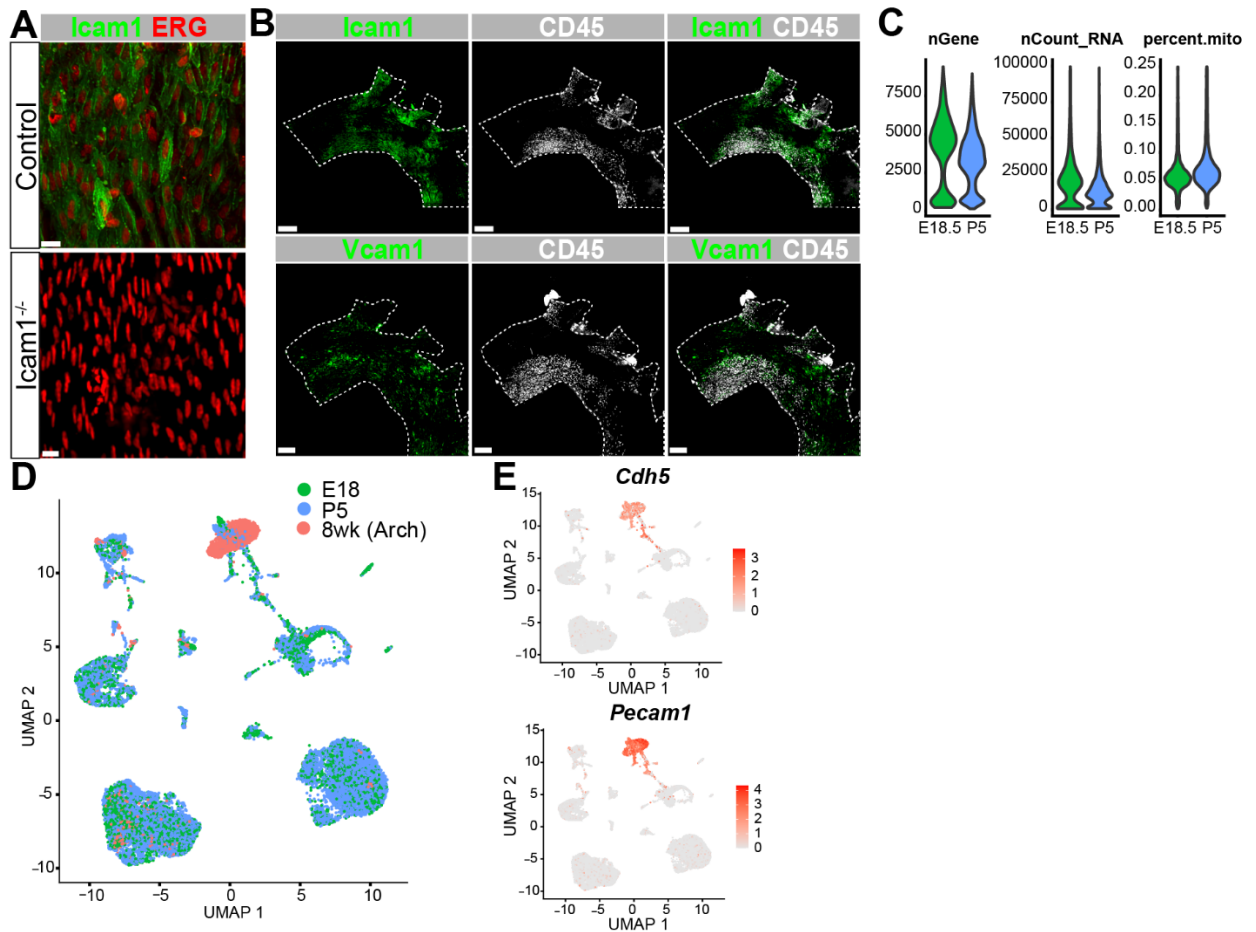 A
Icam1 ERG
Control
Icam1-/-
B
Icam1
CD45
Icam1 CD45
Vcam1
CD45
Vcam1 CD45
C
nGene
nCount_RNA
percent.mito
7500
5000
2500
0
100000
75000
50000
25000
0
0.25
0.20
0.15
0.10
0.05
0.00
E18.5 P5
E18.5 P5
E18.5 P5
D
E18
P5
8wk (Arch)
UMAP 2
10
5
0
−5
−10
−10
−5
0
5
10
UMAP 1
E
Cdh5
UMAP 2
15
10
5
0
−5
−10
−10
−5
0
5
10
UMAP 1
3
2
1
0
Pecam1
UMAP 2
15
10
5
0
−5
−10
−10
−5
0
5
10
UMAP 1
4
3
2
1
0